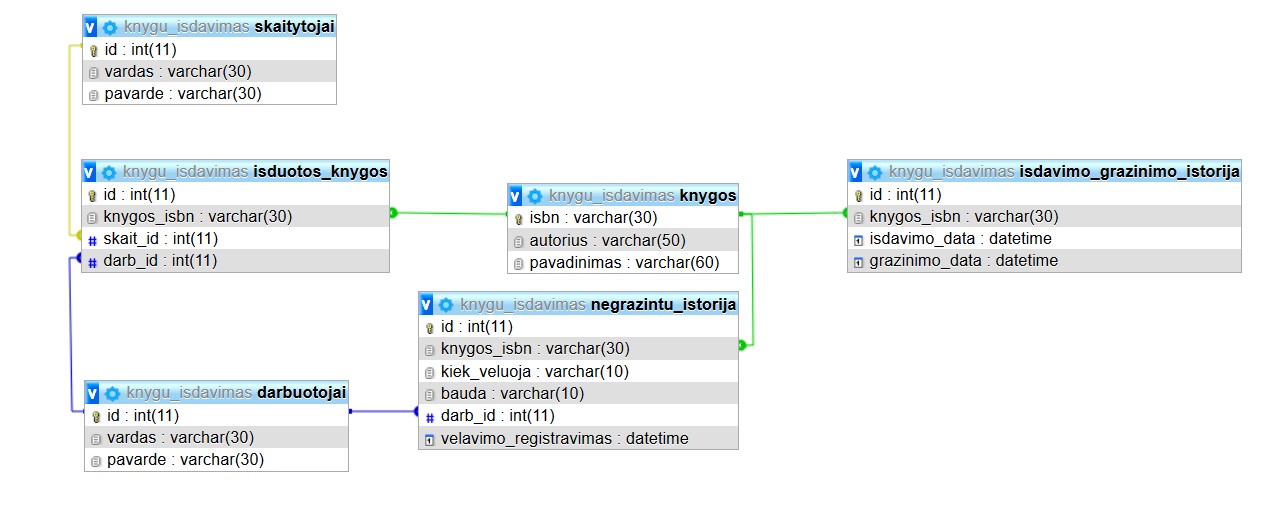 knygu_isdavimas skaitytojai
id : int(11)
vardas : varchar(30)
pavarde : varchar(30)
knygu_isdavimas isduotos_knygos
id : int(11)
knygos_isbn : varchar(30)
# skait_id : int(11)
# darb_id : int(11)
knygu_isdavimas knygos
isbn : varchar(30)
autorius : varchar(50)
pavadinimas : varchar(60)
knygu_isdavimas isdavimo_grazinimo_istorija
id : int(11)
knygos_isbn : varchar(30)
isdavimo_data : datetime
grazinimo_data : datetime
knygu_isdavimas negrazintu_istorija
id : int(11)
knygos_isbn : varchar(30)
kiek_veluoja : varchar(10)
bauda : varchar(10)
# darb_id : int(11)
velavimo_registravimas : datetime
knygu_isdavimas darbuotojai
id : int(11)
vardas : varchar(30)
pavarde : varchar(30)